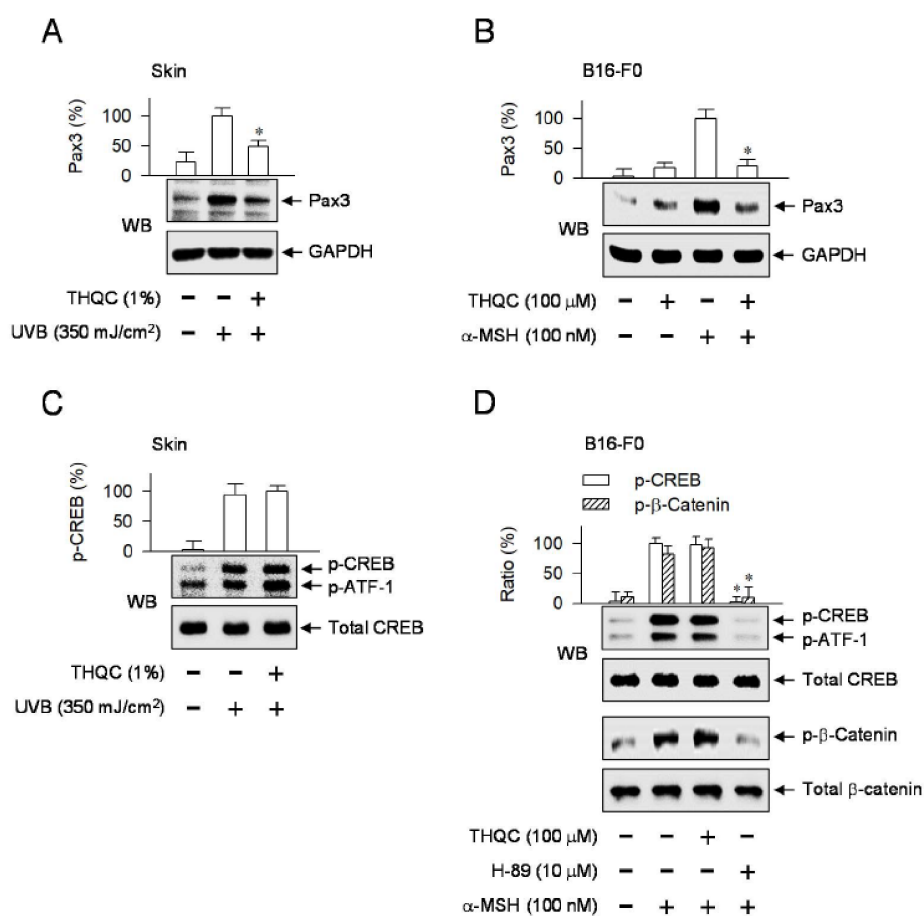 A
Skin
Pax3 (%)
100
50
0
*
Pax3
WB
GAPDH
THQC (1%) − − +
UVB (350 mJ/cm²) − + +
B
B16-F0
Pax3 (%)
100
50
0
*
Pax3
WB
GAPDH
THQC (100 μM) − + − +
α-MSH (100 nM) − − + +
C
Skin
p-CREB (%)
100
50
0
p-CREB
p-ATF-1
WB
Total CREB
THQC (1%) − − +
UVB (350 mJ/cm²) − + +
D
B16-F0
p-CREB
p-β-Catenin
Ratio (%)
100
50
0
* *
p-CREB
p-ATF-1
WB
Total CREB
p-β-Catenin
Total β-catenin
THQC (100 μM) − − + −
H-89 (10 μM) − − − +
α-MSH (100 nM) − + + +